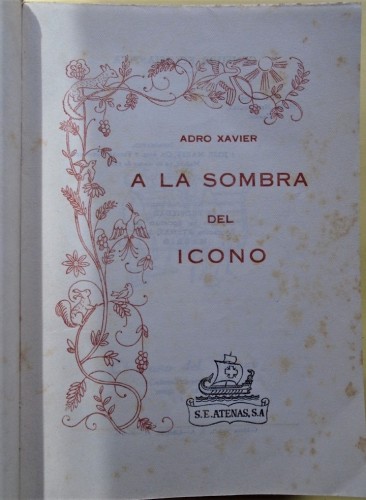 ADRO XAVIER
A LA SOMBRA
DEL
ICONO
S.E. ATENAS, S.A